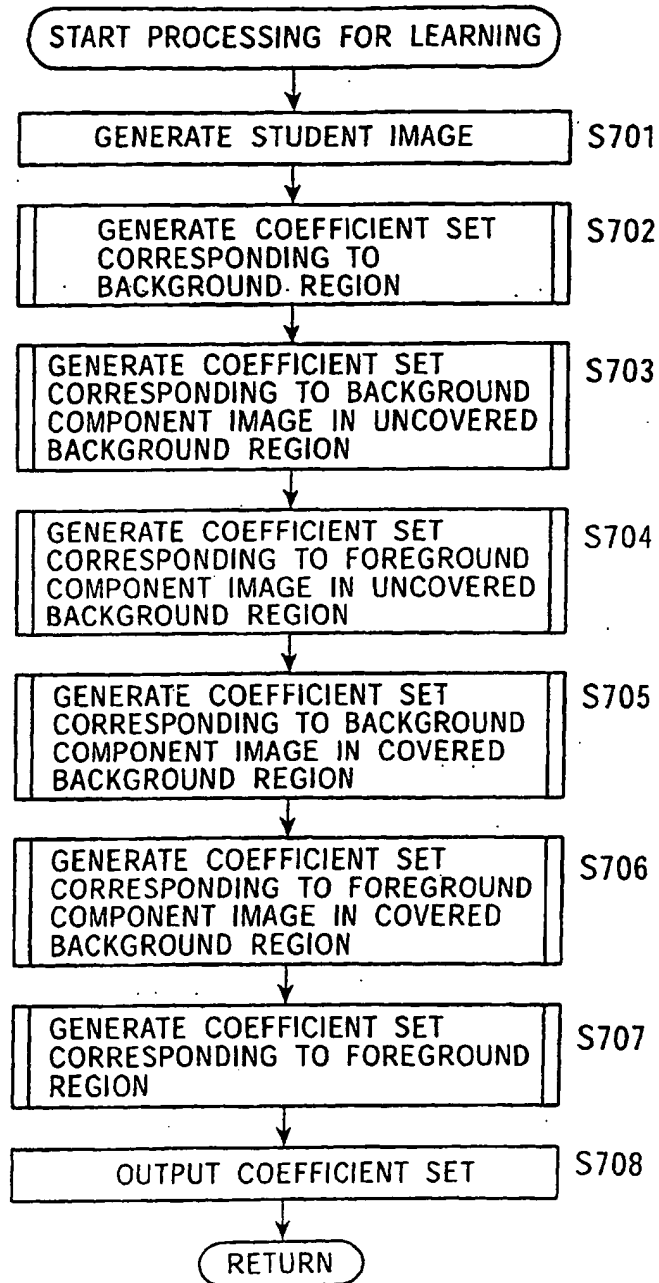 START PROCESSING FOR LEARNING
GENERATE STUDENT IMAGE
S701
GENERATE COEFFICIENT SET
CORRESPONDING TO
BACKGROUND REGION
S702
GENERATE COEFFICIENT SET
CORRESPONDING TO BACKGROUND
COMPONENT IMAGE IN UNCOVERED
BACKGROUND REGION
S703
GENERATE COEFFICIENT SET
CORRESPONDING TO FOREGROUND
COMPONENT IMAGE IN UNCOVERED
BACKGROUND REGION
S704
GENERATE COEFFICIENT SET
CORRESPONDING TO BACKGROUND
COMPONENT IMAGE IN COVERED
BACKGROUND REGION
S705
GENERATE COEFFICIENT SET
CORRESPONDING TO FOREGROUND
COMPONENT IMAGE IN COVERED
BACKGROUND REGION
S706
GENERATE COEFFICIENT SET
CORRESPONDING TO FOREGROUND
REGION
S707
OUTPUT COEFFICIENT SET
S708
RETURN